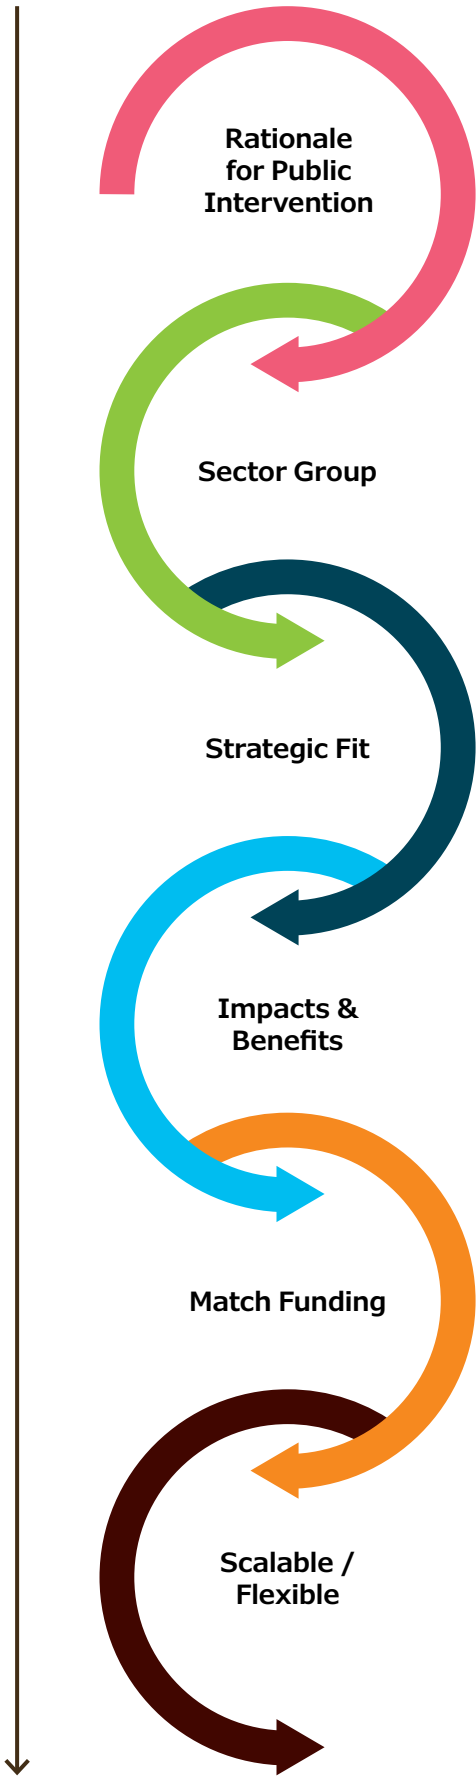 Rationale
for Public
Intervention
Sector Group
Strategic Fit
Impacts &
Benefits
Match Funding
Scalable /
Flexible